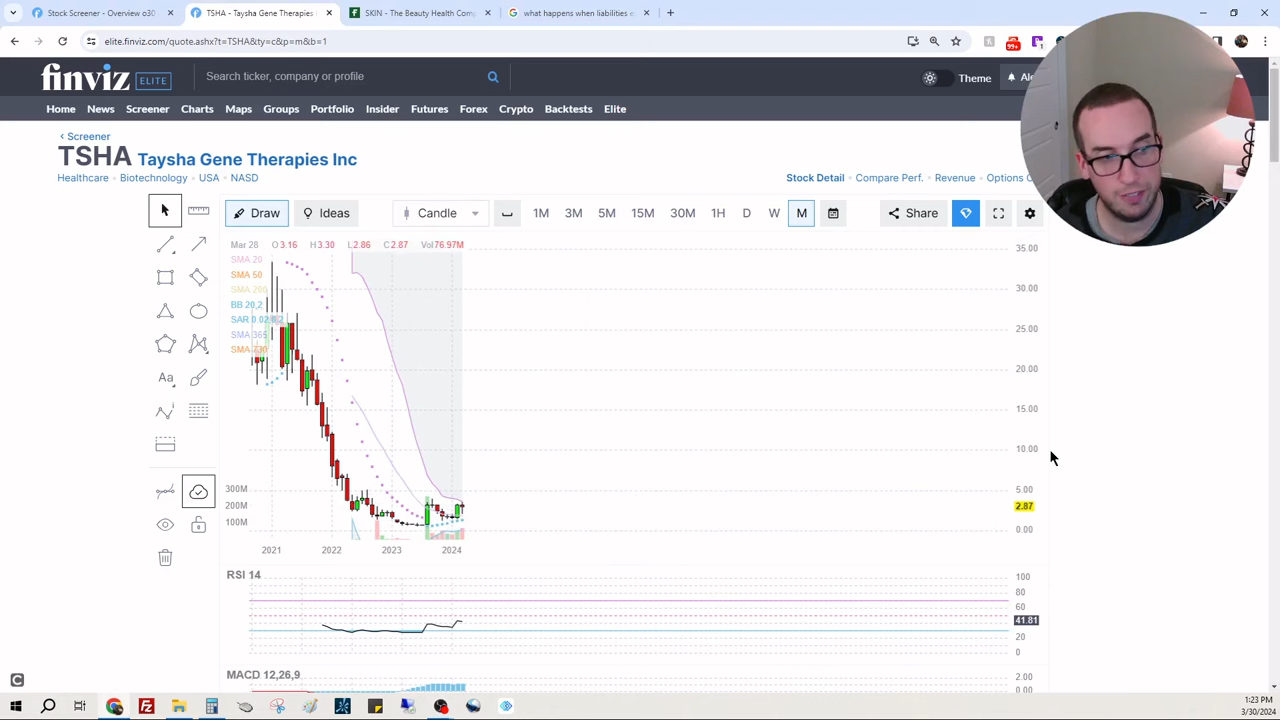 Stock Screener - Overview o30
TSHA - Taysha Gene Therapies In
SKIN - The Beauty Health Comp
what happens when liabilities e
elite.finviz.com/quote.ashx?t=TSHA&ty=c&p=m&b=1
99+
1
finviz ELITE
Search ticker, company or profile
Theme
Ale
Home News Screener Charts Maps Groups Portfolio Insider Futures Forex Crypto Backtests Elite
‹ Screener
TSHA Taysha Gene Therapies Inc
Healthcare · Biotechnology · USA · NASD
Stock Detail · Compare Perf. · Revenue · Options C
Draw Ideas Candle 1M 3M 5M 15M 30M 1H D W M Share
Mar 28 O 3.16 H 3.30 L 2.86 C 2.87 Vol 76.97M
SMA 20
SMA 50
SMA 200
BB 20,2
SAR 0.02,0.2
SMA 365
SMA 730
35.00
30.00
25.00
20.00
15.00
10.00
5.00
2.87
0.00
Aa
300M
200M
100M
2021 2022 2023 2024
RSI 14
100
80
60
41.81
20
0
MACD 12,26,9
2.00
0.00
1:23 PM
3/30/2024